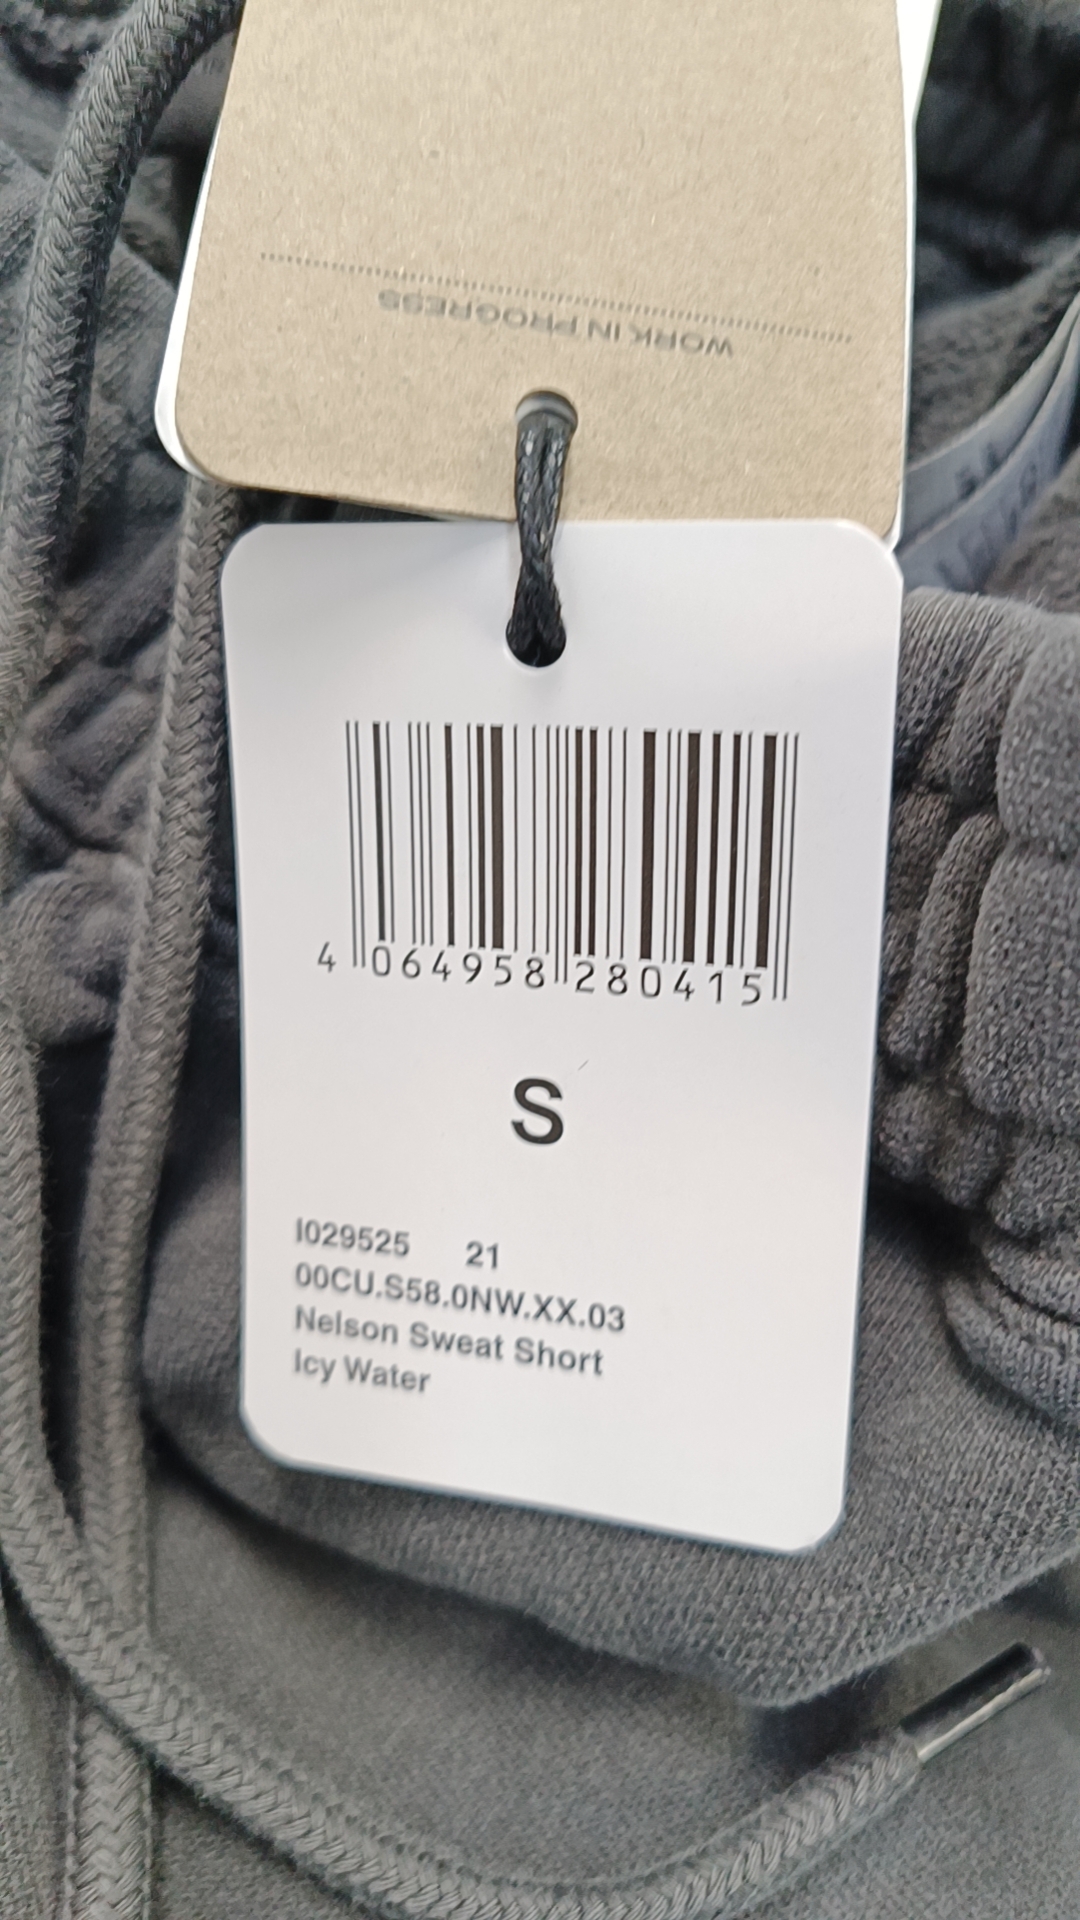 WORK IN PROGRESS
4 064958 280415
S
I029525 21
00CU.S58.0NW.XX.03
Nelson Sweat Short
Icy Water